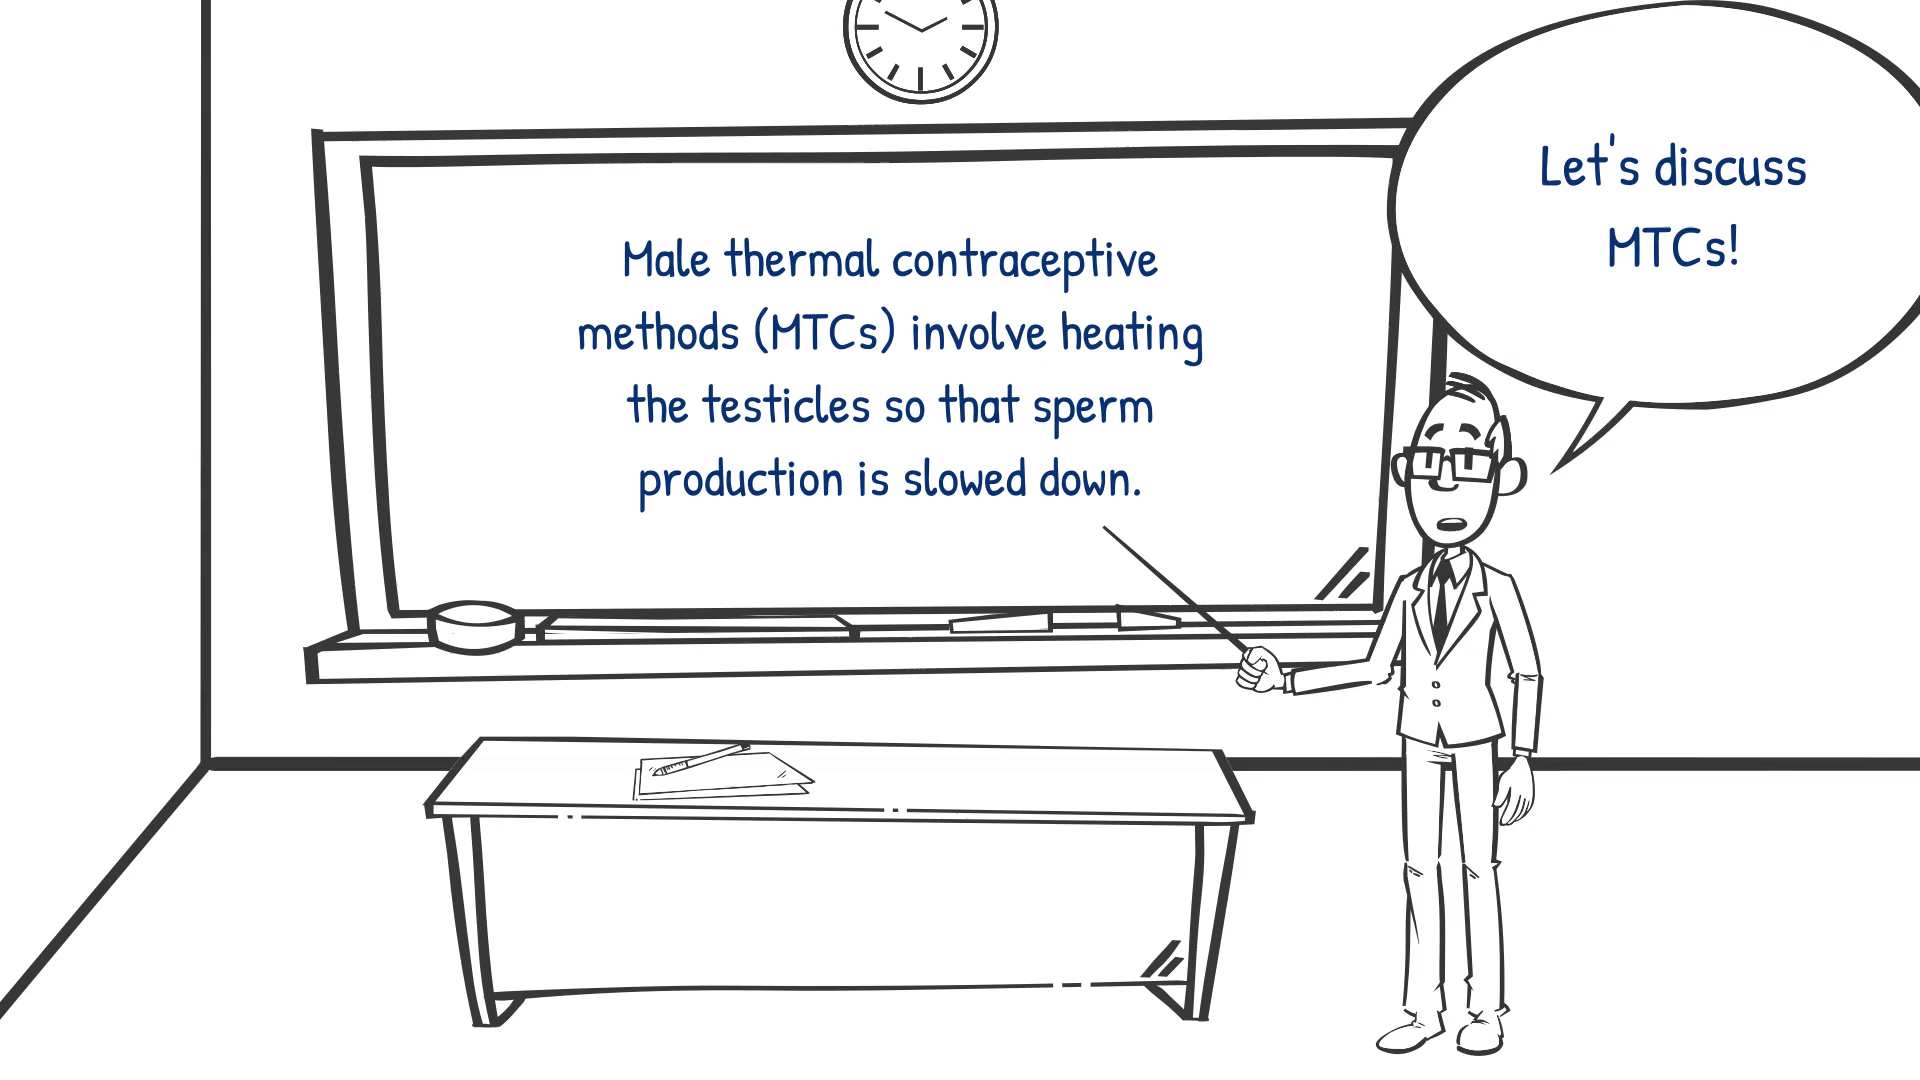 Let's discuss
MTCs!
Male thermal contraceptive
methods (MTCs) involve heating
the testicles so that sperm
production is slowed down.